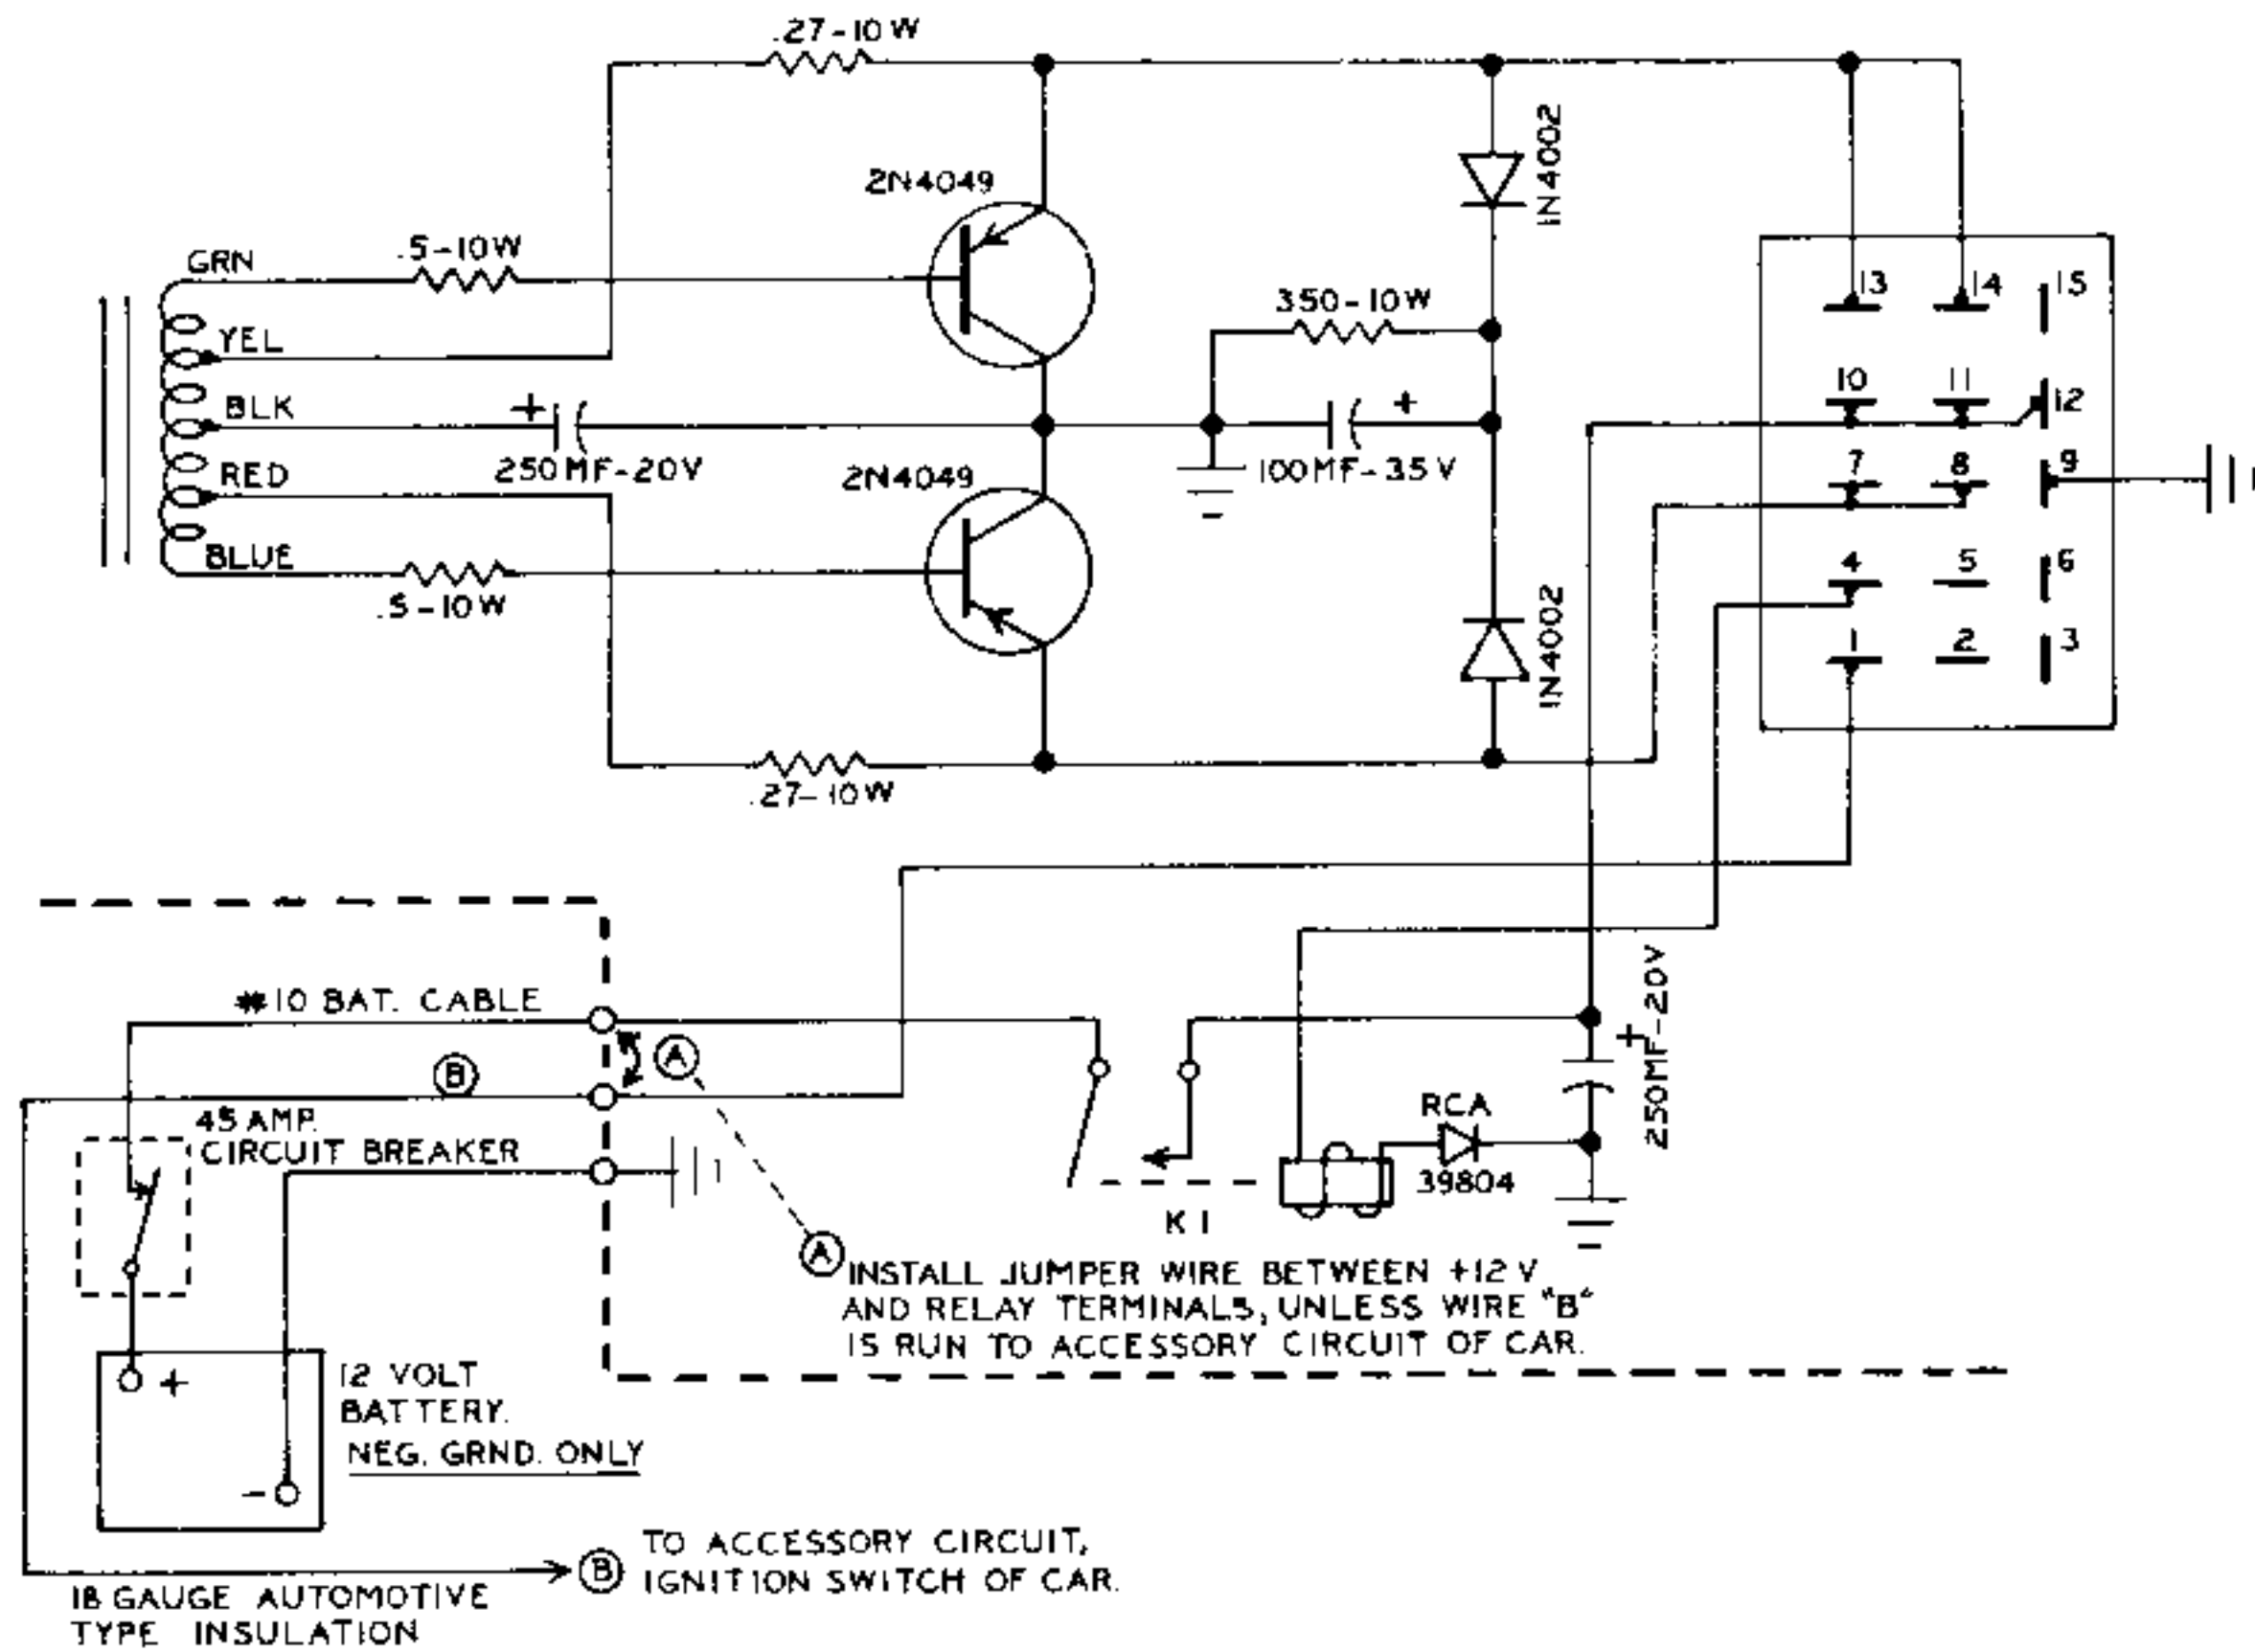 .27-10W
2N4049
1N4002
.5-10W
GRN
350-10W
13
14
15
YEL
10
11
12
BLK
+
+
250MF-20V
2N4049
100MF-35V
7
8
9
RED
4
5
6
BLUE
.5-10W
1N4002
1
2
3
.27-10W
#10 BAT. CABLE
A
B
+
250MF-20V
45 AMP.
CIRCUIT BREAKER
RCA
39804
K1
A
INSTALL JUMPER WIRE BETWEEN +12V
AND RELAY TERMINALS, UNLESS WIRE "B"
IS RUN TO ACCESSORY CIRCUIT OF CAR.
+
12 VOLT
BATTERY.
NEG. GRND. ONLY
-
B
TO ACCESSORY CIRCUIT,
IGNITION SWITCH OF CAR.
18 GAUGE AUTOMOTIVE
TYPE INSULATION